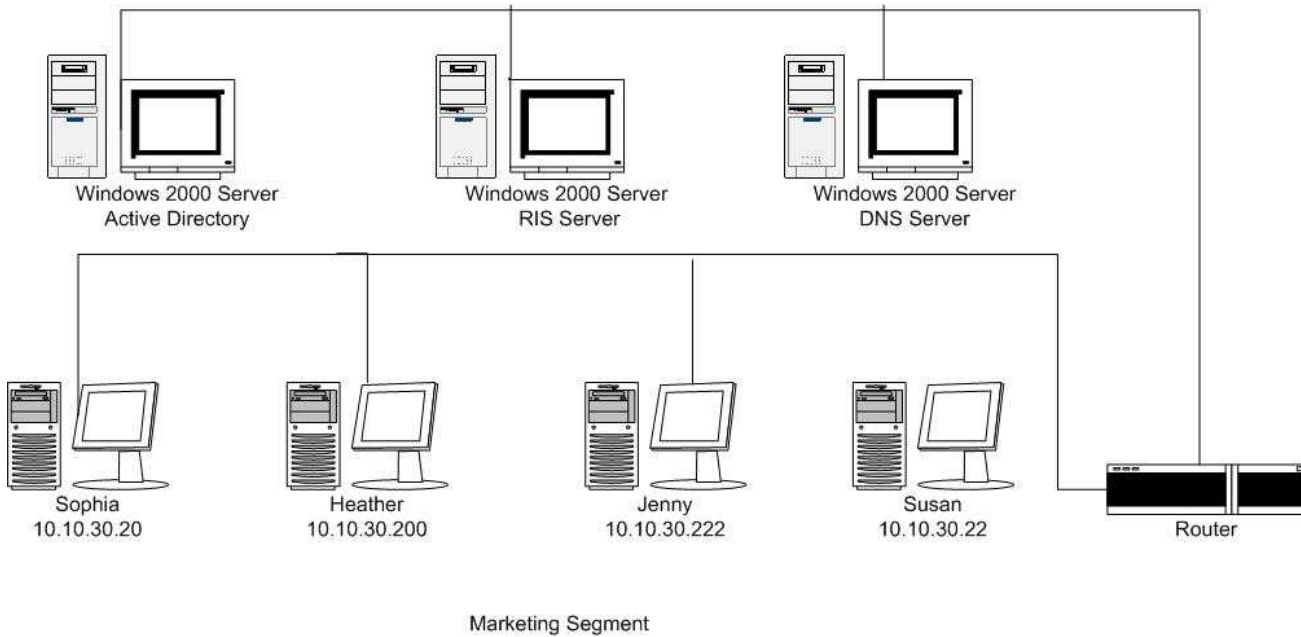 Windows 2000 Server
Active Directory
Windows 2000 Server
RIS Server
Windows 2000 Server
DNS Server
Sophia
10.10.30.20
Heather
10.10.30.200
Jenny
10.10.30.222
Susan
10.10.30.22
Router
Marketing Segment